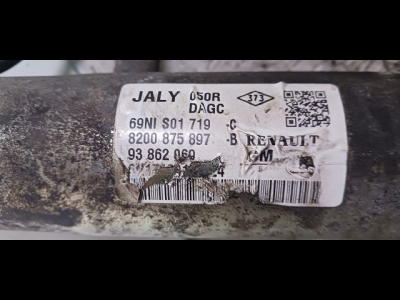 JALY 050R 373
DAGC
69NI S01 719 -C
8200 875 897 -B RENAULT
93 862 069 GM